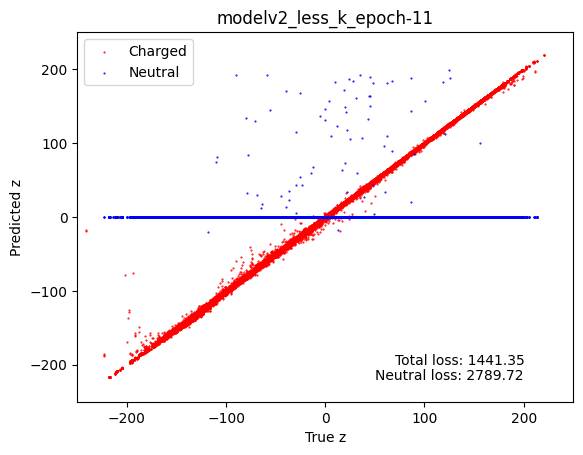 modelv2_less_k_epoch-11
Charged
Neutral
200
100
0
−100
−200
Predicted z
Total loss: 1441.35
Neutral loss: 2789.72
−200 −100 0 100 200
True z